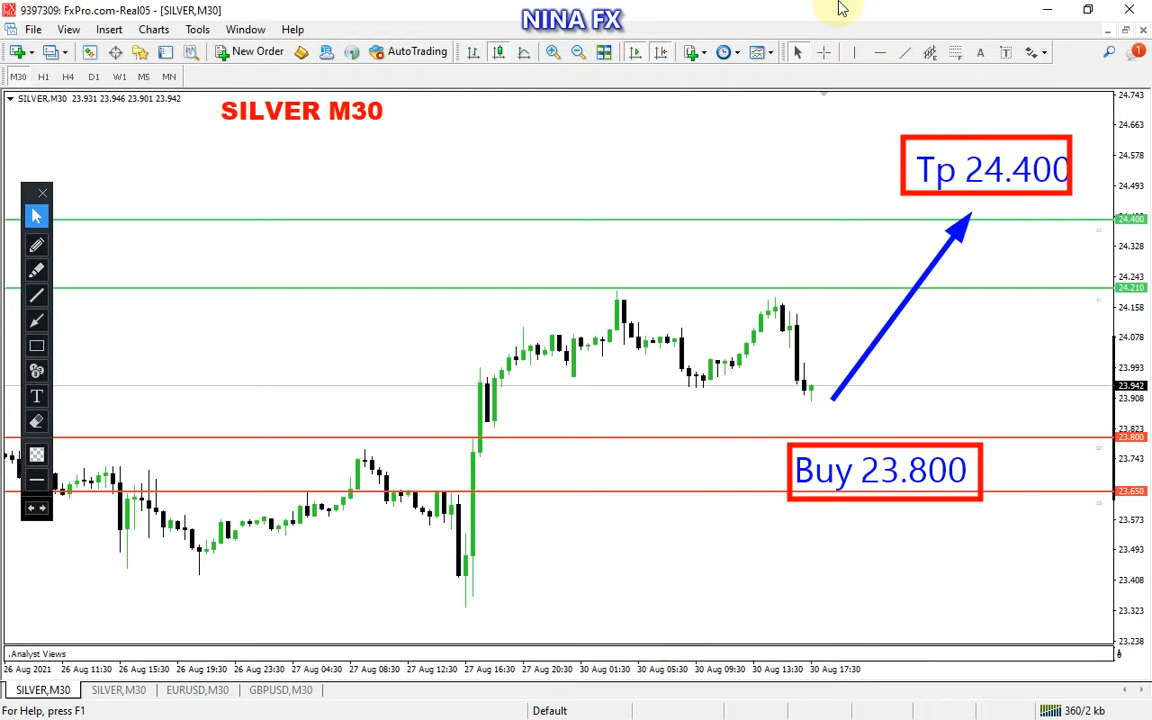 9397309: FxPro.com-Real05 - [SILVER,M30]
NINA FX
File View Insert Charts Tools Window Help
New Order AutoTrading 1
M30 H1 H4 D1 W1 M5 MN
SILVER,M30 23.931 23.946 23.901 23.942
SILVER M30
24.743
24.663
24.578
Tp 24.400
24.493
24.400
24.328
24.243
24.210
24.158
24.078
23.993
23.942
23.908
23.823
23.800
23.743
Buy 23.800
23.650
23.573
23.493
23.408
23.323
23.238
T
A
T
.Analyst Views
26 Aug 2021 26 Aug 11:30 26 Aug 15:30 26 Aug 19:30 26 Aug 23:30 27 Aug 04:30 27 Aug 08:30 27 Aug 12:30 27 Aug 16:30 27 Aug 20:30 30 Aug 01:30 30 Aug 05:30 30 Aug 09:30 30 Aug 13:30 30 Aug 17:30
SILVER,M30 SILVER,M30 EURUSD,M30 GBPUSD,M30
For Help, press F1 Default 360/2 kb